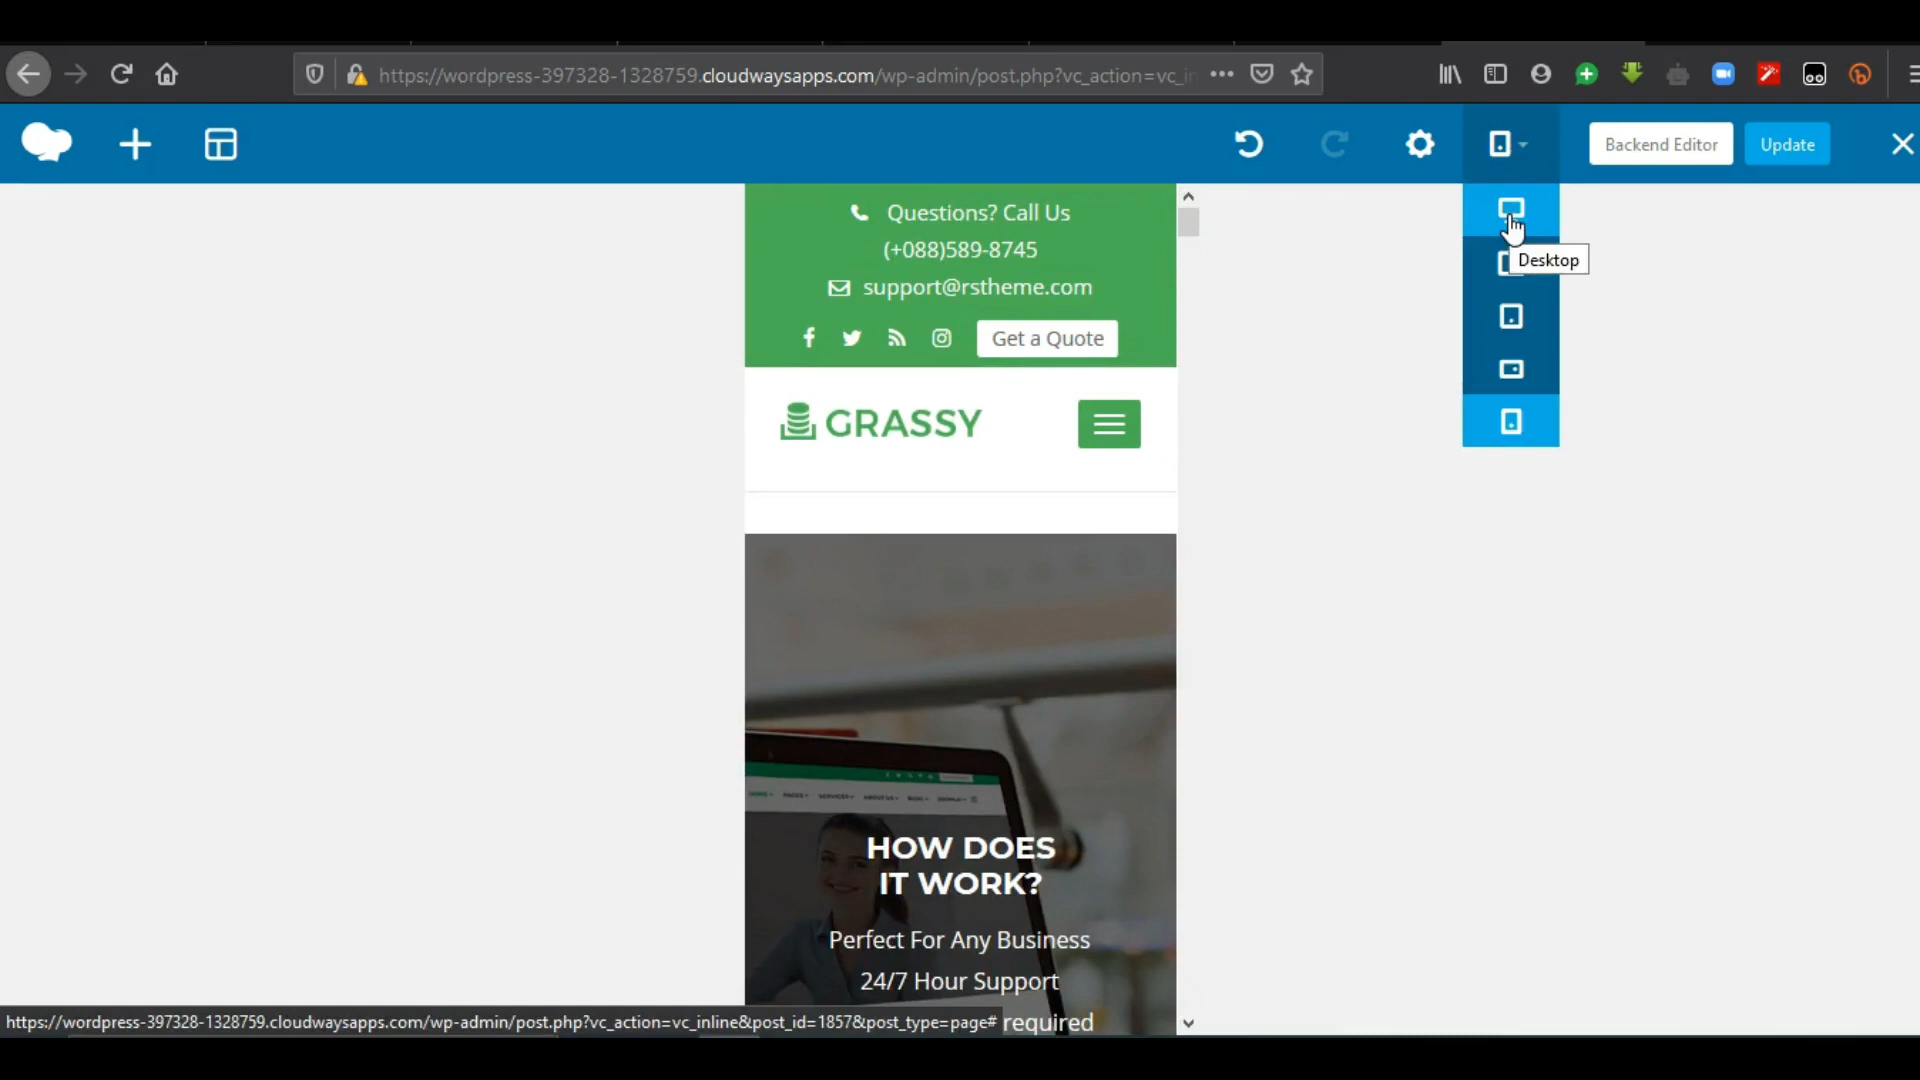 https://wordpress-397328-1328759.cloudwaysapps.com/wp-admin/post.php?vc_action=vc_in
Backend Editor
Update
Desktop
Questions? Call Us
(+088)589-8745
support@rstheme.com
Get a Quote
GRASSY
HOW DOES
IT WORK?
Perfect For Any Business
24/7 Hour Support
required
https://wordpress-397328-1328759.cloudwaysapps.com/wp-admin/post.php?vc_action=vc_inline&post_id=1857&post_type=page#